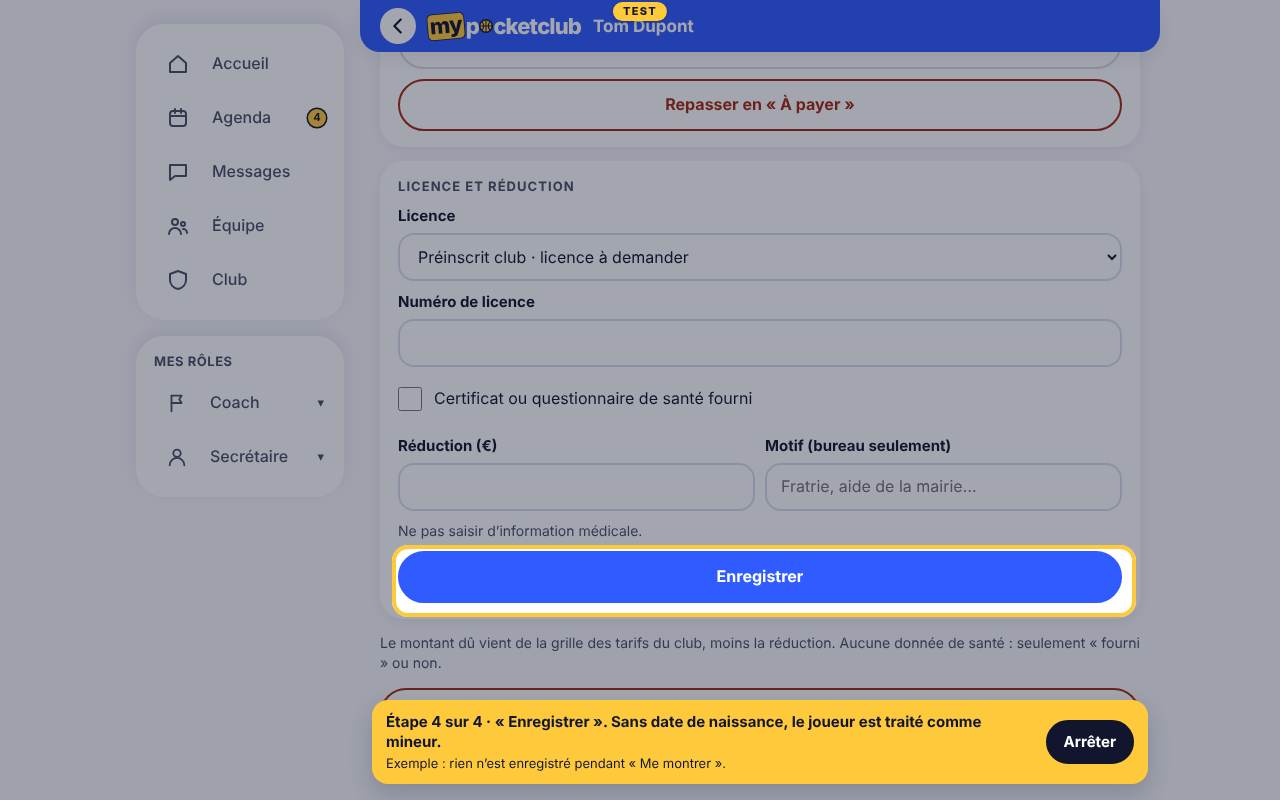 TEST
mypocketclub Tom Dupont
Accueil
Agenda 4
Messages
Équipe
Club
MES RÔLES
Coach
Secrétaire
Repasser en « À payer »
LICENCE ET RÉDUCTION
Licence
Préinscrit club · licence à demander
Numéro de licence
Certificat ou questionnaire de santé fourni
Réduction (€) Motif (bureau seulement)
Fratrie, aide de la mairie…
Ne pas saisir d’information médicale.
Enregistrer
Le montant dû vient de la grille des tarifs du club, moins la réduction. Aucune donnée de santé : seulement « fourni
» ou non.
Étape 4 sur 4 · « Enregistrer ». Sans date de naissance, le joueur est traité comme
mineur.
Exemple : rien n’est enregistré pendant « Me montrer ».
Arrêter